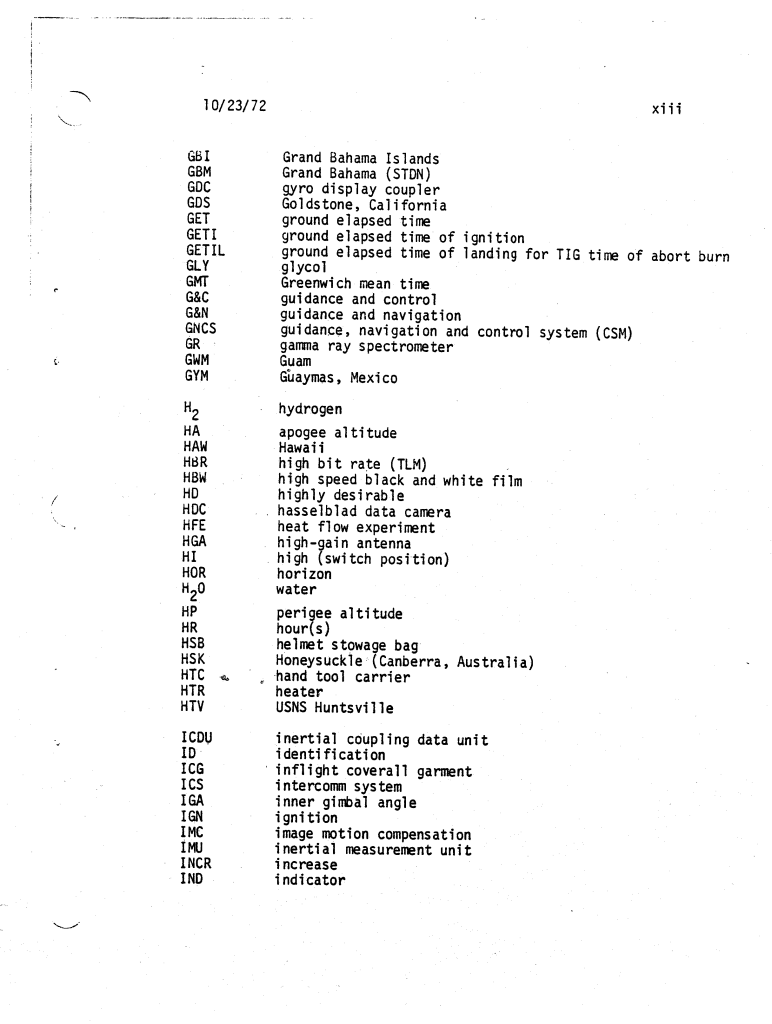 10/23/72 xiii
GBI Grand Bahama Islands
GBM Grand Bahama (STDN)
GDC gyro display coupler
GDS Goldstone, California
GET ground elapsed time
GETI ground elapsed time of ignition
GETIL ground elapsed time of landing for TIG time of abort burn
GLY glycol
GMT Greenwich mean time
G&C guidance and control
G&N guidance and navigation
GNCS guidance, navigation and control system (CSM)
GR gamma ray spectrometer
GWM Guam
GYM Guaymas, Mexico
H₂ hydrogen
HA apogee altitude
HAW Hawaii
HBR high bit rate (TLM)
HBW high speed black and white film
HD highly desirable
HDC hasselblad data camera
HFE heat flow experiment
HGA high-gain antenna
HI high (switch position)
HOR horizon
H₂O water
HP perigee altitude
HR hour(s)
HSB helmet stowage bag
HSK Honeysuckle (Canberra, Australia)
HTC hand tool carrier
HTR heater
HTV USNS Huntsville
ICDU inertial coupling data unit
ID identification
ICG inflight coverall garment
ICS intercomm system
IGA inner gimbal angle
IGN ignition
IMC image motion compensation
IMU inertial measurement unit
INCR increase
IND indicator